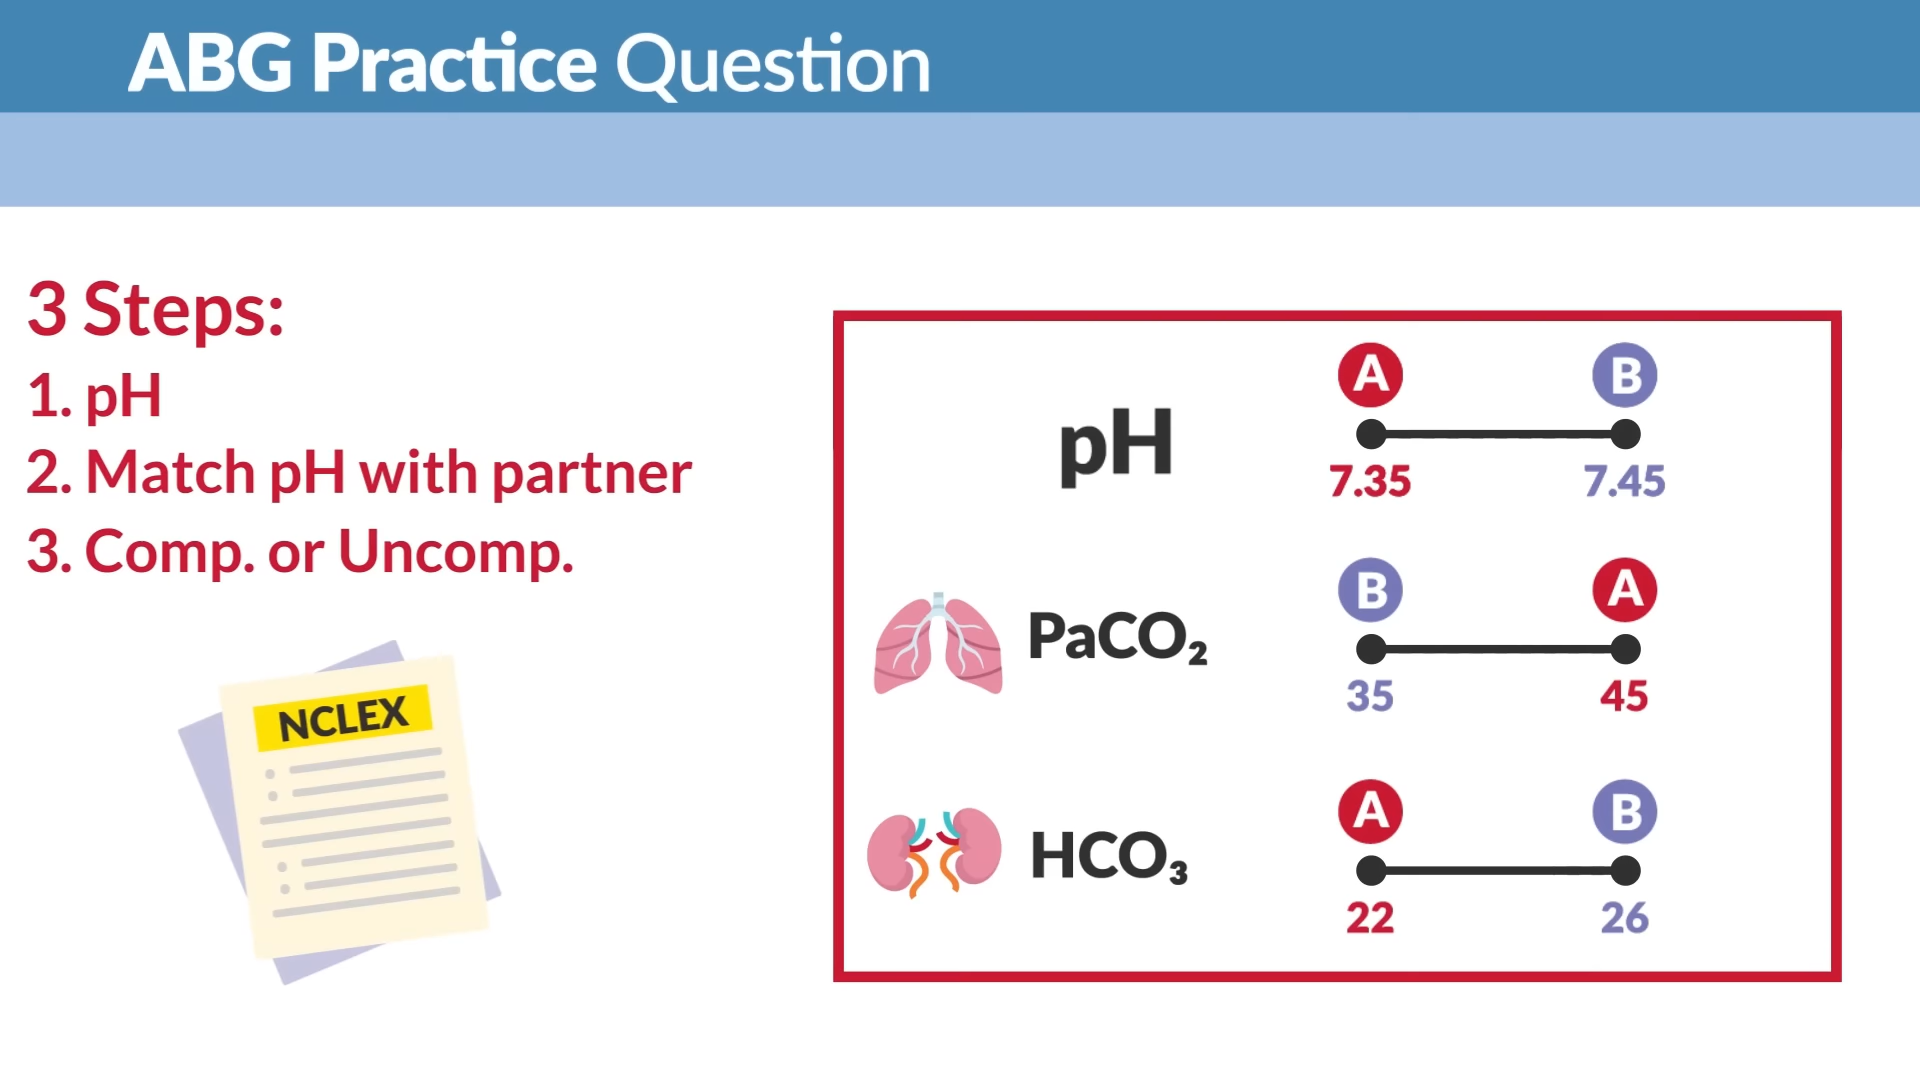 ABG Practice Question
3 Steps:
1. pH
2. Match pH with partner
3. Comp. or Uncomp.
NCLEX
A B
pH
7.35 7.45
B A
PaCO₂
35 45
A B
HCO₃
22 26